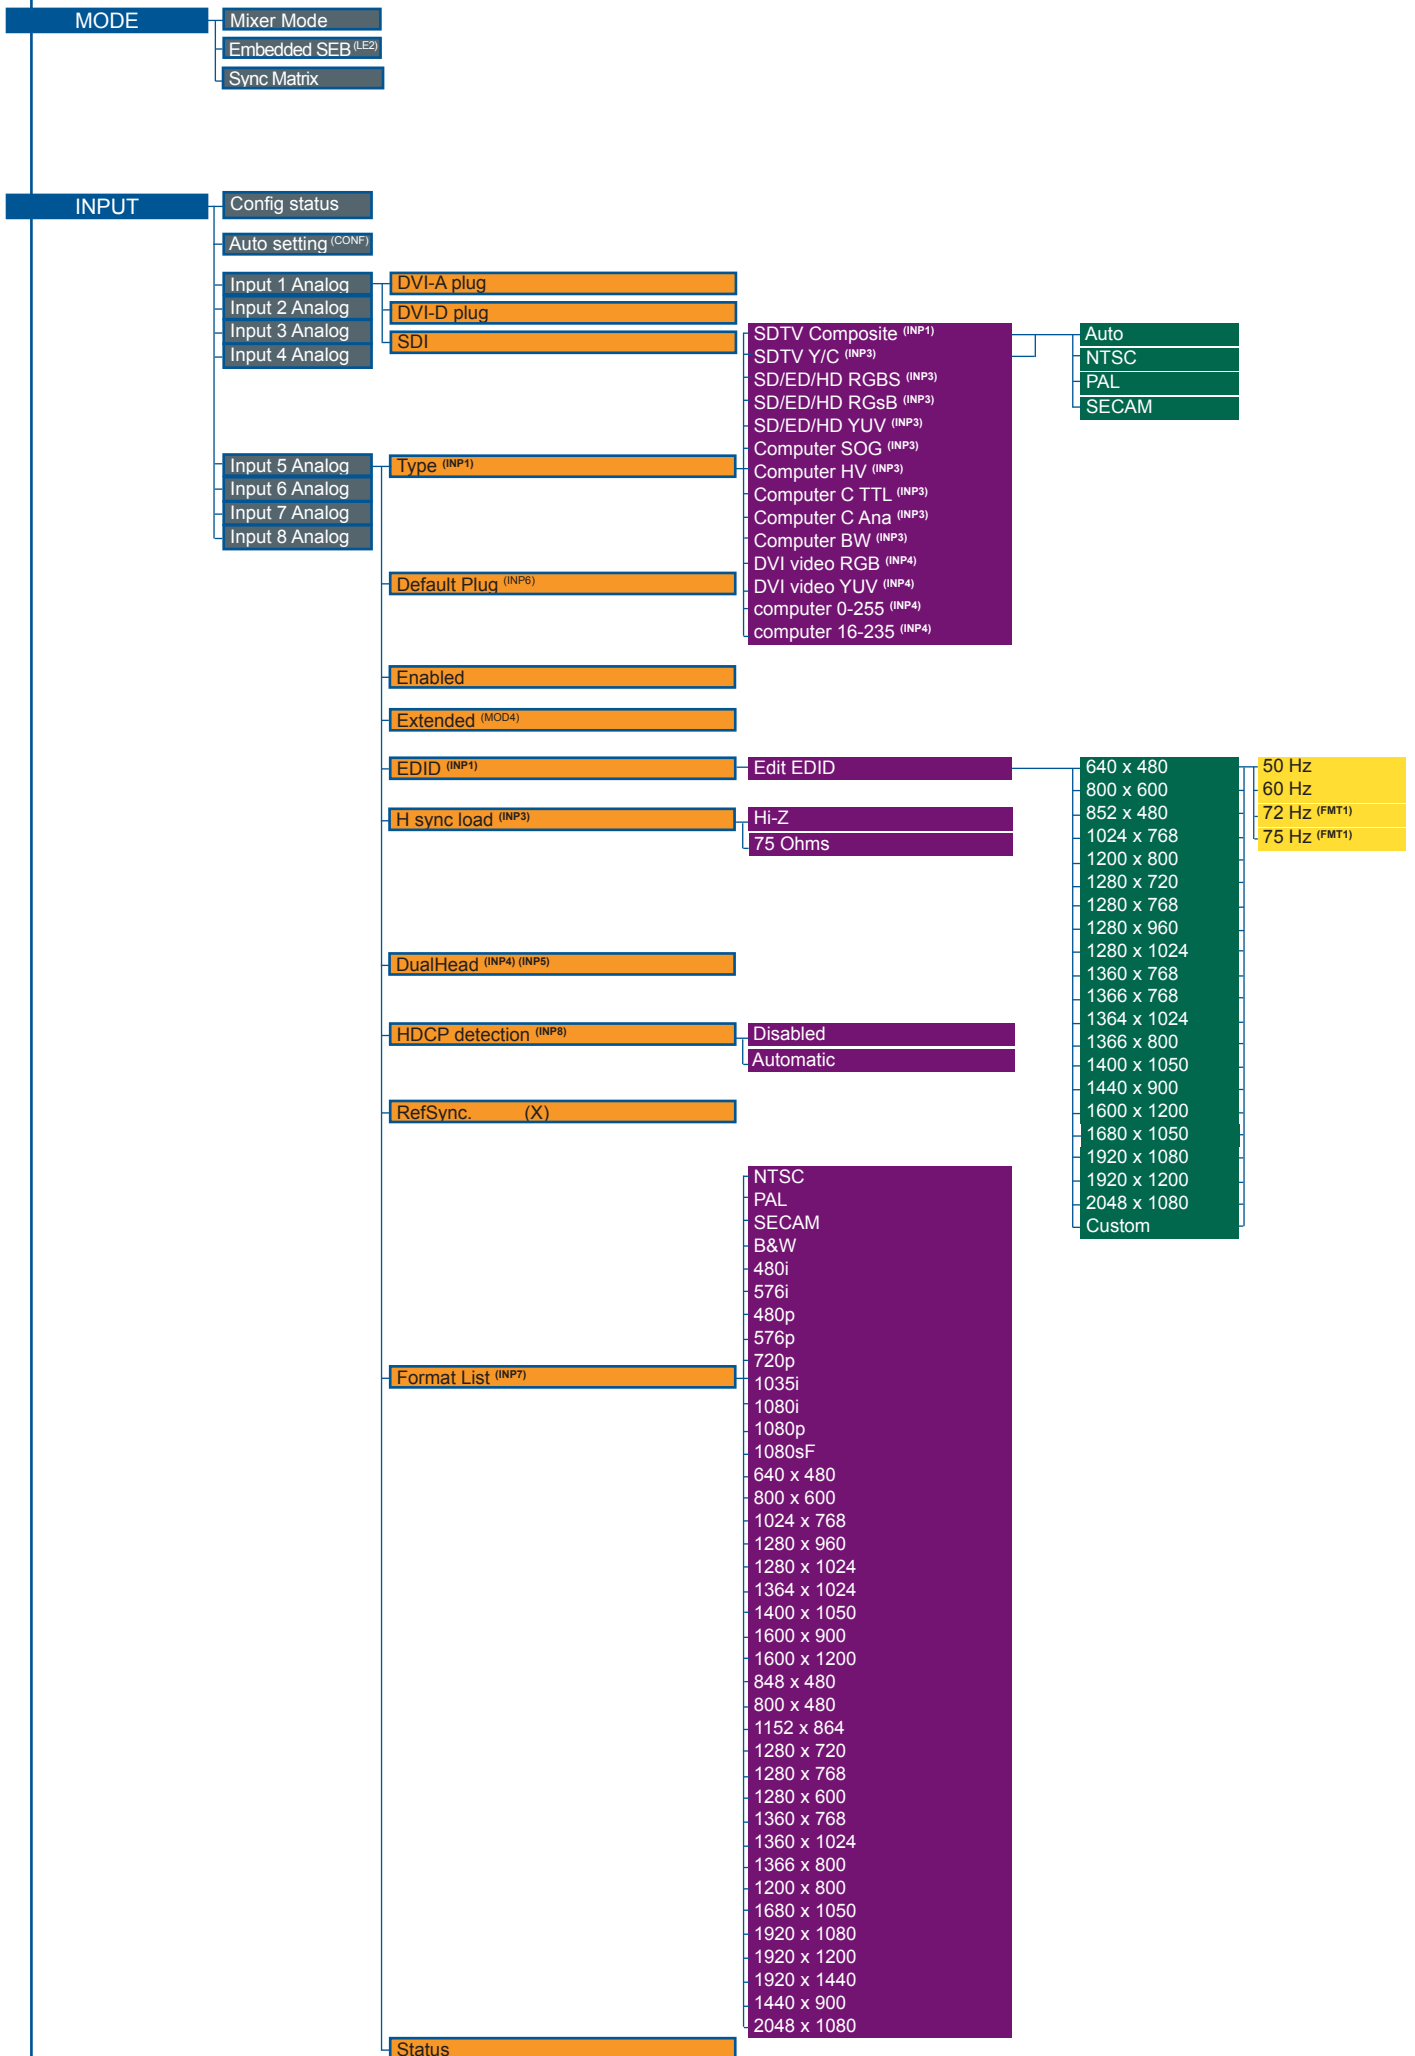 MODE
Mixer Mode
Embedded SEB (LE2)
Sync Matrix
INPUT
Config status
Auto setting (CONF)
Input 1 Analog
Input 2 Analog
Input 3 Analog
Input 4 Analog
DVI-A plug
DVI-D plug
SDI
Input 5 Analog
Input 6 Analog
Input 7 Analog
Input 8 Analog
Type (INP1)
SDTV Composite (INP1)
SDTV Y/C (INP3)
SD/ED/HD RGBS (INP3)
SD/ED/HD RGsB (INP3)
SD/ED/HD YUV (INP3)
Computer SOG (INP3)
Computer HV (INP3)
Computer C TTL (INP3)
Computer C Ana (INP3)
Computer BW (INP3)
DVI video RGB (INP4)
DVI video YUV (INP4)
computer 0-255 (INP4)
computer 16-235 (INP4)
Auto
NTSC
PAL
SECAM
Default Plug (INP6)
Enabled
Extended (MOD4)
EDID (INP1)
Edit EDID
640 x 480
800 x 600
852 x 480
1024 x 768
1200 x 800
1280 x 720
1280 x 768
1280 x 960
1280 x 1024
1360 x 768
1366 x 768
1364 x 1024
1366 x 800
1400 x 1050
1440 x 900
1600 x 1200
1680 x 1050
1920 x 1080
1920 x 1200
2048 x 1080
Custom
50 Hz
60 Hz
72 Hz (FMT1)
75 Hz (FMT1)
H sync load (INP3)
Hi-Z
75 Ohms
DualHead (INP4) (INP5)
HDCP detection (INP8)
Disabled
Automatic
RefSync. (X)
Format List (INP7)
NTSC
PAL
SECAM
B&W
480i
576i
480p
576p
720p
1035i
1080i
1080p
1080sF
640 x 480
800 x 600
1024 x 768
1280 x 960
1280 x 1024
1364 x 1024
1400 x 1050
1600 x 900
1600 x 1200
848 x 480
800 x 480
1152 x 864
1280 x 720
1280 x 768
1280 x 600
1360 x 768
1360 x 1024
1366 x 800
1200 x 800
1680 x 1050
1920 x 1080
1920 x 1200
1920 x 1440
1440 x 900
2048 x 1080
Status